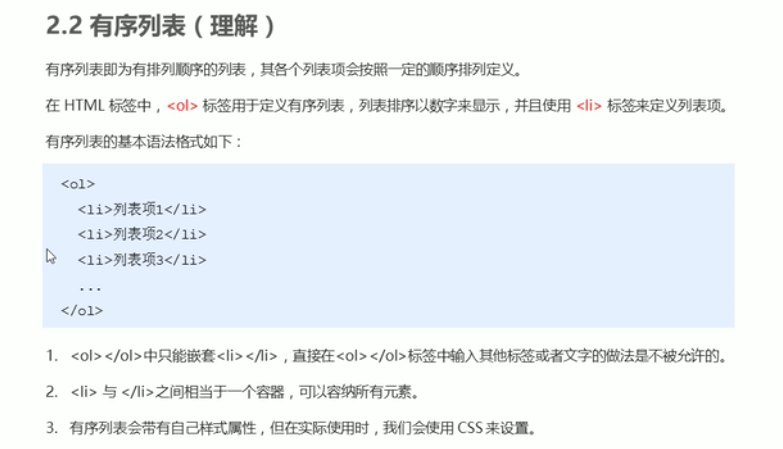 2.2 有序列表（理解）
有序列表即为有排列顺序的列表，其各个列表项会按照一定的顺序排列定义。
在 HTML 标签中，<ol> 标签用于定义有序列表，列表排序以数字来显示，并且使用 <li> 标签来定义列表项。
有序列表的基本语法格式如下：
<ol>
<li>列表项1</li>
<li>列表项2</li>
<li>列表项3</li>
...
</ol>
1. <ol></ol>中只能嵌套<li></li>，直接在<ol></ol>标签中输入其他标签或者文字的做法是不被允许的。
2. <li> 与 </li>之间相当于一个容器，可以容纳所有元素。
3. 有序列表会带有自己样式属性，但在实际使用时，我们会使用 CSS 来设置。